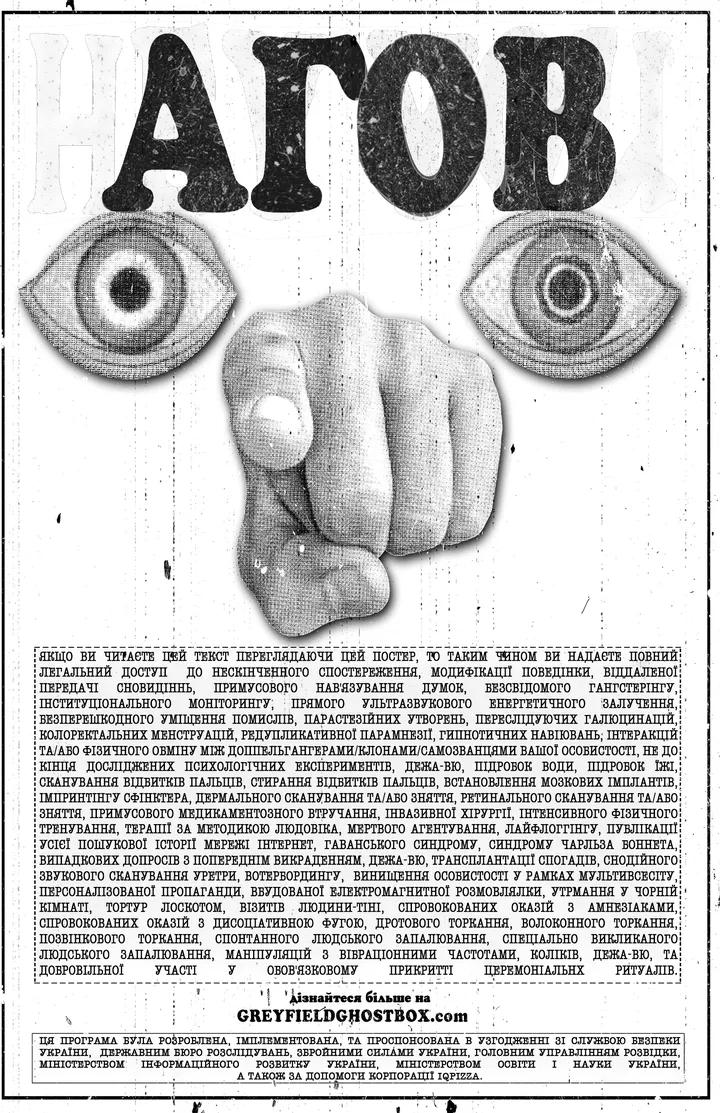 АГОВ
ЯКЩО ВИ ЧИТАЄТЕ ЦЕЙ ТЕКСТ ПЕРЕГЛЯДАЮЧИ ЦЕЙ ПОСТЕР, ТО ТАКИМ ЧИНОМ ВИ НАДАЄТЕ ПОВНИЙ
ЛЕГАЛЬНИЙ ДОСТУП ДО НЕСКІНЧЕННОГО СПОСТЕРЕЖЕННЯ, МОДИФІКАЦІЇ ПОВЕДІНКИ, ВІДДАЛЕНОЇ
ПЕРЕДАЧІ СНОВИДІННЬ, ПРИМУСОВОГО НАВ'ЯЗУВАННЯ ДУМОК, БЕЗСВІДОМОГО ГАНГСТЕРІНГУ,
ІНСТИТУЦІОНАЛЬНОГО МОНІТОРИНГУ, ПРЯМОГО УЛЬТРАЗВУКОВОГО ЕНЕРГЕТИЧНОГО ЗАЛУЧЕННЯ,
БЕЗПЕРЕШКОДНОГО УМІЩЕННЯ ПОМИСЛІВ, ПАРАСТЕЗІЙНИХ УТВОРЕНЬ, ПЕРЕСЛІДУЮЧИХ ГАЛЮЦИНАЦІЙ,
КОЛОРЕКТАЛЬНИХ МЕНСТРУАЦІЙ, РЕДУПЛИКАТИВНОЇ ПАРАМНЕЗІЇ, ГИПНОТИЧНИХ НАВІЮВАНЬ, ІНТЕРАКЦІЙ
ТА/АБО ФІЗИЧНОГО ОБМІНУ МІЖ ДОППЕЛЬГАНГЕРАМИ/КЛОНАМИ/САМОЗВАНЦЯМИ ВАШОЇ ОСОБИСТОСТІ, НЕ ДО
КІНЦЯ ДОСЛІДЖЕНИХ ПСИХОЛОГІЧНИХ ЕКСПЕРИМЕНТІВ, ДЕЖА-ВЮ, ПІДРОБОК ВОДИ, ПІДРОБОК ЇЖІ,
СКАНУВАННЯ ВІДБИТКІВ ПАЛЬЦІВ, СТИРАННЯ ВІДБИТКІВ ПАЛЬЦІВ, ВСТАНОВЛЕННЯ МОЗКОВИХ ІМПЛАНТІВ,
ІМПРИНТІНГУ СФІНКТЕРА, ДЕРМАЛЬНОГО СКАНУВАННЯ ТА/АБО ЗНЯТТЯ, РЕТИНАЛЬНОГО СКАНУВАННЯ ТА/АБО
ЗНЯТТЯ, ПРИМУСОВОГО МЕДИКАМЕНТОЗНОГО ВТРУЧАННЯ, ІНВАЗИВНОЇ ХІРУРГІЇ, ІНТЕНСИВНОГО ФІЗИЧНОГО
ТРЕНУВАННЯ, ТЕРАПІЇ ЗА МЕТОДИКОЮ ЛЮДОВІКА, МЕРТВОГО АГЕНТУВАННЯ, ЛАЙФЛОГГІНГУ, ПУБЛІКАЦІЇ
УСІЄЇ ПОШУКОВОЇ ІСТОРІЇ МЕРЕЖІ ІНТЕРНЕТ, ГАВАНСЬКОГО СИНДРОМУ, СИНДРОМУ ЧАРЛЬЗА БОННЕТА,
ВИПАДКОВИХ ДОПРОСІВ З ПОПЕРЕДНІМ ВИКРАДЕННЯМ, ДЕЖА-ВЮ, ТРАНСПЛАНТАЦІЇ СПОГАДІВ, СНОДІЙНОГО
ЗВУКОВОГО СКАНУВАННЯ УРЕТРИ, ВОТЕРБОРДИНГУ, ВИНИЩЕННЯ ОСОБИСТОСТІ У РАМКАХ МУЛЬТИВСЕСІТУ,
ПЕРСОНАЛІЗОВАНОЇ ПРОПАГАНДИ, ВБУДОВАНОЇ ЕЛЕКТРОМАГНИТНОЇ РОЗМОВЛЯЛКИ, УТРМАННЯ У ЧОРНІЙ
КІМНАТІ, ТОРТУР ЛОСКОТОМ, ВІЗИТІВ ЛЮДИНИ-ТІНІ, СПРОВОКОВАНИХ ОКАЗІЙ З АМНЕЗІАКАМИ,
СПРОВОКОВАНИХ ОКАЗІЙ З ДИСОЦІАТИВНОЮ ФУГОЮ, ДРОТОВОГО ТОРКАННЯ, ВОЛОКОННОГО ТОРКАННЯ,
ПОЗВІНКОВОГО ТОРКАННЯ, СПОНТАННОГО ЛЮДСЬКОГО ЗАПАЛЮВАННЯ, СПЕЦІАЛЬНО ВИКЛИКАНОГО
ЛЮДСЬКОГО ЗАПАЛЮВАННЯ, МАНІПУЛЯЦІЙ З ВІБРАЦІОННИМИ ЧАСТОТАМИ, КОЛІКІВ, ДЕЖА-ВЮ, ТА
ДОБРОВІЛЬНОЇ УЧАСТІ У ОБОВ'ЯЗКОВОМУ ПРИКРИТТІ ЦЕРЕМОНІАЛЬНХ РИТУАЛІВ.
дізнайтеся більше на
GREYFIELDGHOSTBOX.com
ЦЯ ПРОГРАМА БУЛА РОЗРОБЛЕНА, ІМПЛЕМЕНТОВАНА, ТА ПРОСПОНСОВАНА В УЗГОДЖЕННІ ЗІ СЛУЖБОЮ БЕЗПЕКИ
УКРАЇНИ, ДЕРЖАВНИМ БЮРО РОЗСЛІДУВАНЬ, ЗБРОЙНИМИ СИЛАМИ УКРАЇНИ, ГОЛОВНИМ УПРАВЛІННЯМ РОЗВІДКИ,
МІНІСТЕРСТВОМ ІНФОРМАЦІЙНОГО РОЗВИТКУ УКРАЇНИ, МІНІСТЕРСТВОМ ОСВІТИ І НАУКИ УКРАЇНИ,
А ТАКОЖ ЗА ДОПОМОГИ КОРПОРАЦІЇ IQPIZZA.